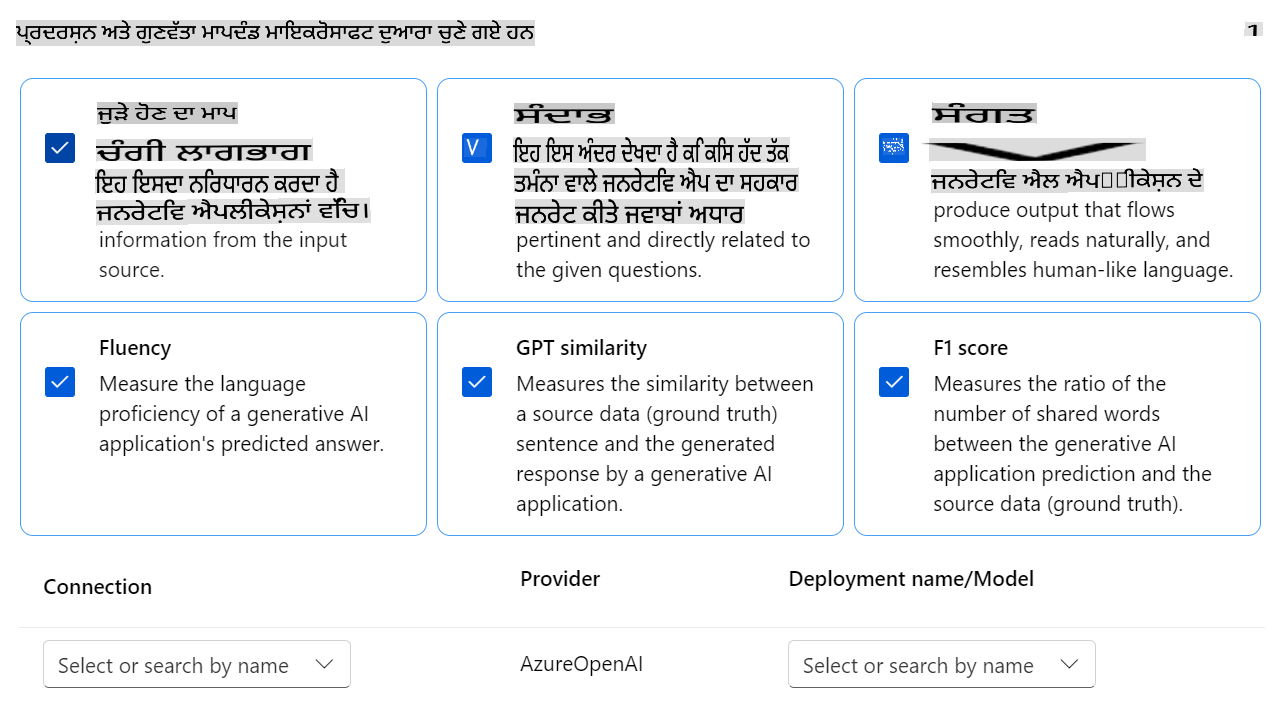 ਪ੍ਰਦਰਸ਼ਨ ਅਤੇ ਗੁਣਵੱਤਾ ਮਾਪਦੰਡ ਮਾਇਕਰੋਸਾਫਟ ਦੁਆਰਾ ਚੁਣੇ ਗਏ ਹਨ
1
ਜੁੜੇ ਹੋਣ ਦਾ ਮਾਪ
ਚੰਗੀ ਲਾਗਭਾਗ
ਇਹ ਇਸਦਾ ਨਰਿਧਾਰਨ ਕਰਦਾ ਹੈ
ਜਨਰੇਟਵਿ ਐਪਲੀਕੇਸ਼ਨਾਂ ਵੱਚਿ।
information from the input
source.
V
ਸੰਦਾਭ
ਇਹ ਇਸ ਅੰਦਰ ਦੇਖਦਾ ਹੈ ਕ ਿਕਸਿ ਹੱਦ ਤੱਕ
ਤਮੰਨਾ ਵਾਲੇ ਜਨਰੇਟਵਿ ਐਪ ਦਾ ਸਹਕਾਰ
ਜਨਰੇਟ ਕੀਤੇ ਜਵਾਬਾਂ ਅਧਾਰ
pertinent and directly related to
the given questions.
ਸੰਗਤ
ਜਨਰੇਟਵਿ ਐਲ ਦੇ
produce output that flows
smoothly, reads naturally, and
resembles human-like language.
Fluency
Measure the language
proficiency of a generative AI
application's predicted answer.
GPT similarity
Measures the similarity between
a source data (ground truth)
sentence and the generated
response by a generative AI
application.
F1 score
Measures the ratio of the
number of shared words
between the generative AI
application prediction and the
source data (ground truth).
Connection
Provider
Deployment name/Model
Select or search by name
AzureOpenAI
Select or search by name